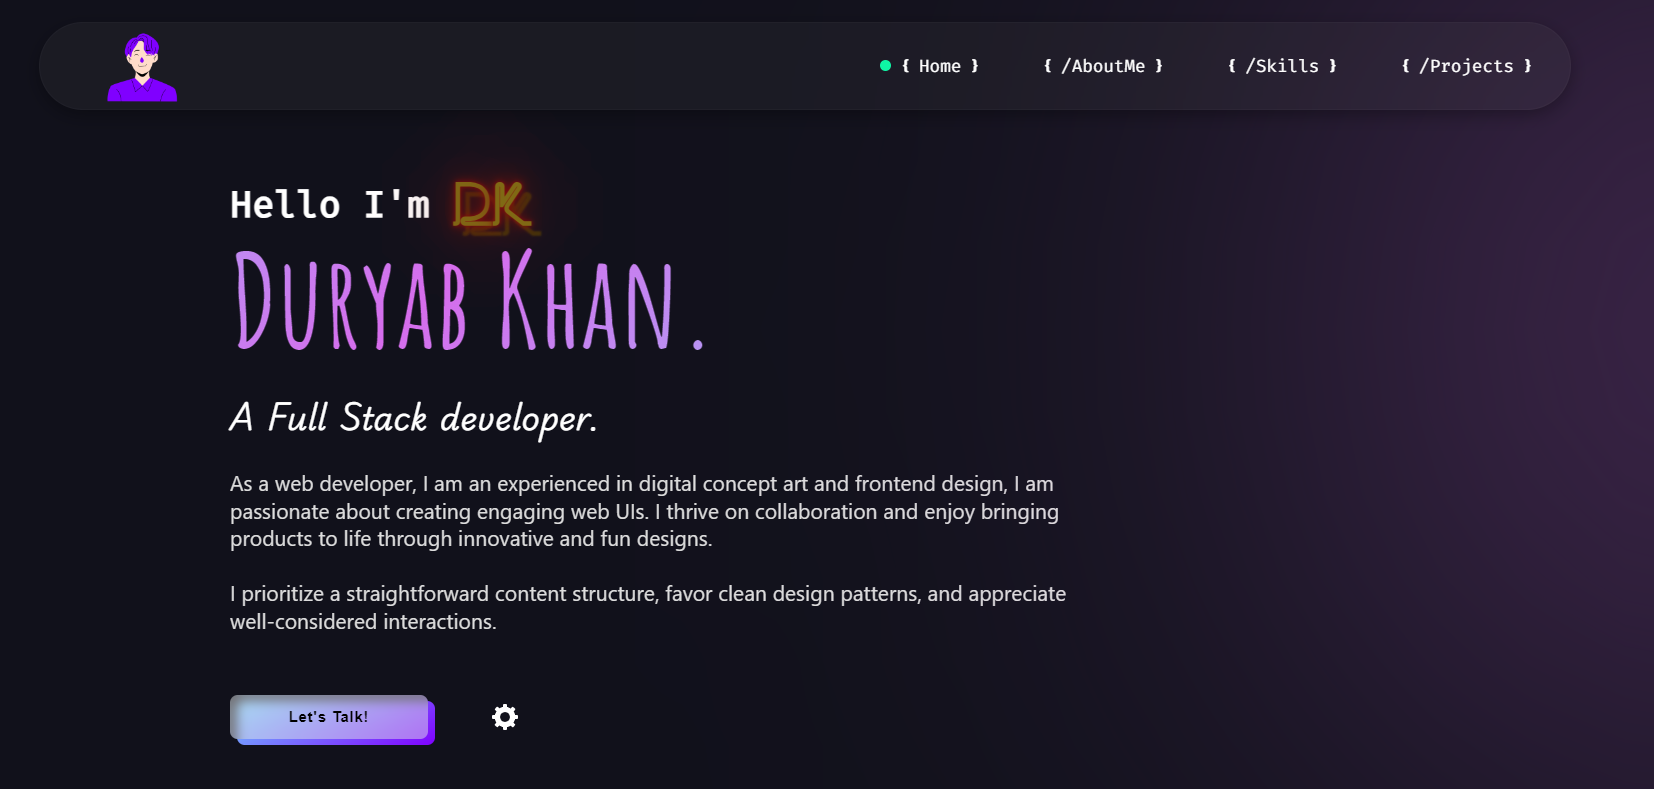 { Home } { /AboutMe } { /Skills } { /Projects }
Hello I'm DK
Duryab Khan.
A Full Stack developer.
As a web developer, I am an experienced in digital concept art and frontend design, I am
passionate about creating engaging web UIs. I thrive on collaboration and enjoy bringing
products to life through innovative and fun designs.
I prioritize a straightforward content structure, favor clean design patterns, and appreciate
well-considered interactions.
Let's Talk!